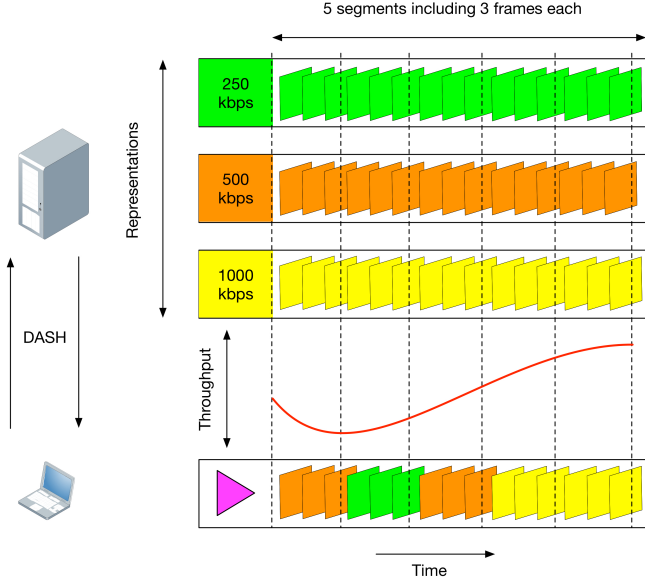 5 segments including 3 frames each
250
kbps
Representations
500
kbps
1000
kbps
DASH
Throughput
Time